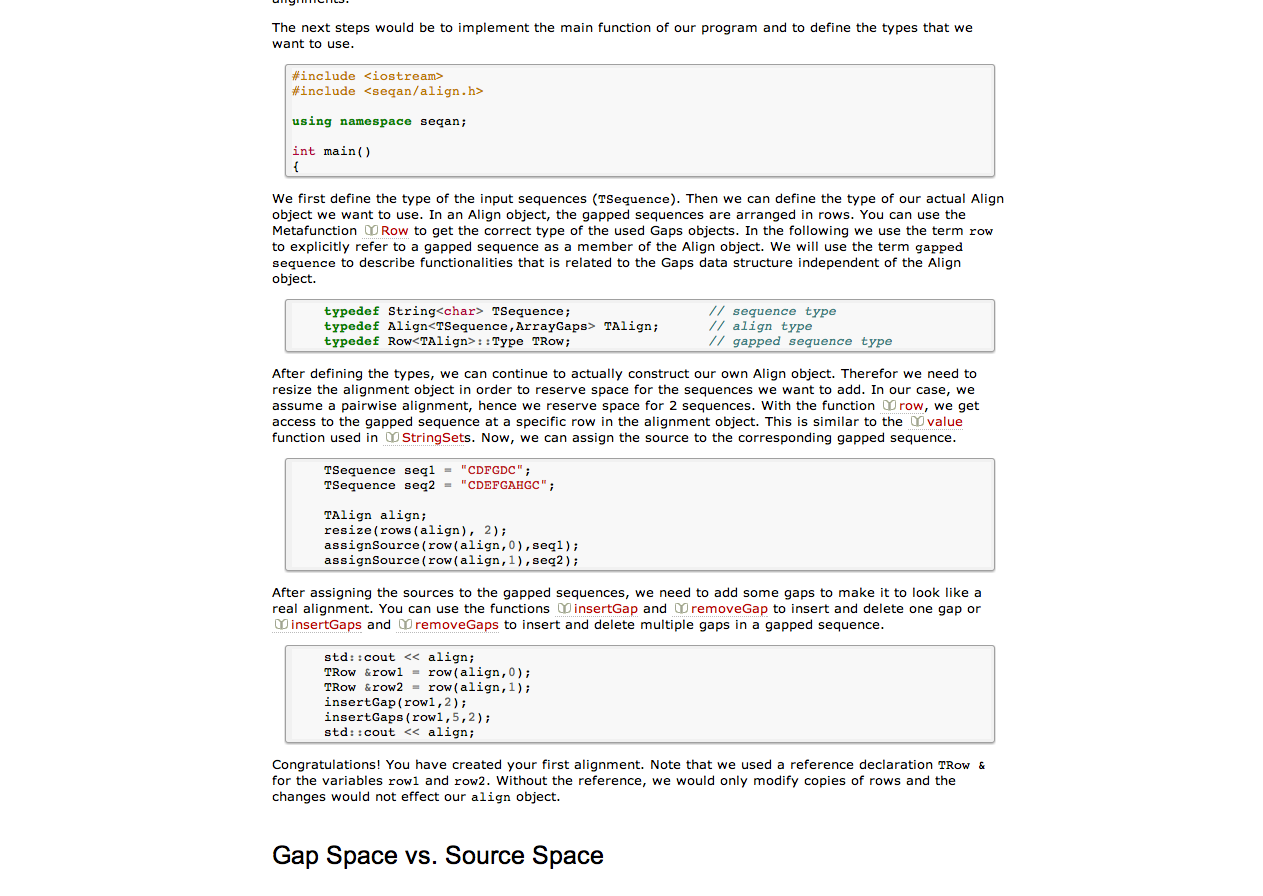 alignments.
The next steps would be to implement the main function of our program and to define the types that we
want to use.
#include <iostream>
#include <seqan/align.h>
using namespace seqan;
int main()
{
We first define the type of the input sequences (TSequence). Then we can define the type of our actual Align
object we want to use. In an Align object, the gapped sequences are arranged in rows. You can use the
Metafunction Row to get the correct type of the used Gaps objects. In the following we use the term row
to explicitly refer to a gapped sequence as a member of the Align object. We will use the term gapped
sequence to describe functionalities that is related to the Gaps data structure independent of the Align
object.
typedef String<char> TSequence; // sequence type
typedef Align<TSequence,ArrayGaps> TAlign; // align type
typedef Row<TAlign>::Type TRow; // gapped sequence type
After defining the types, we can continue to actually construct our own Align object. Therefor we need to
resize the alignment object in order to reserve space for the sequences we want to add. In our case, we
assume a pairwise alignment, hence we reserve space for 2 sequences. With the function row, we get
access to the gapped sequence at a specific row in the alignment object. This is similar to the value
function used in StringSets. Now, we can assign the source to the corresponding gapped sequence.
TSequence seq1 = "CDFGDC";
TSequence seq2 = "CDEFGAHGC";
TAlign align;
resize(rows(align), 2);
assignSource(row(align,0),seq1);
assignSource(row(align,1),seq2);
After assigning the sources to the gapped sequences, we need to add some gaps to make it to look like a
real alignment. You can use the functions insertGap and removeGap to insert and delete one gap or
insertGaps and removeGaps to insert and delete multiple gaps in a gapped sequence.
std::cout << align;
TRow &row1 = row(align,0);
TRow &row2 = row(align,1);
insertGap(row1,2);
insertGaps(row1,5,2);
std::cout << align;
Congratulations! You have created your first alignment. Note that we used a reference declaration TRow &
for the variables row1 and row2. Without the reference, we would only modify copies of rows and the
changes would not effect our align object.
Gap Space vs. Source Space